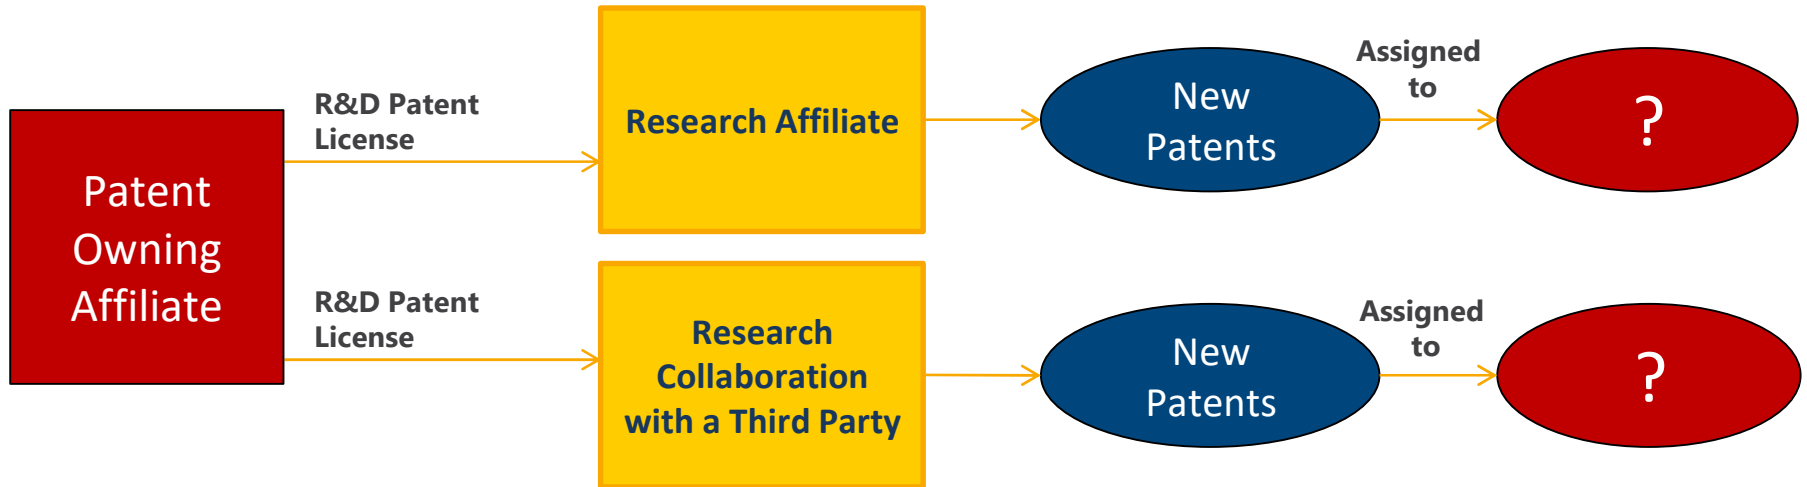 Patent
Owning
Affiliate
R&D Patent
License
Research Affiliate
New
Patents
Assigned
to
?
R&D Patent
License
Research
Collaboration
with a Third Party
New
Patents
Assigned
to
?